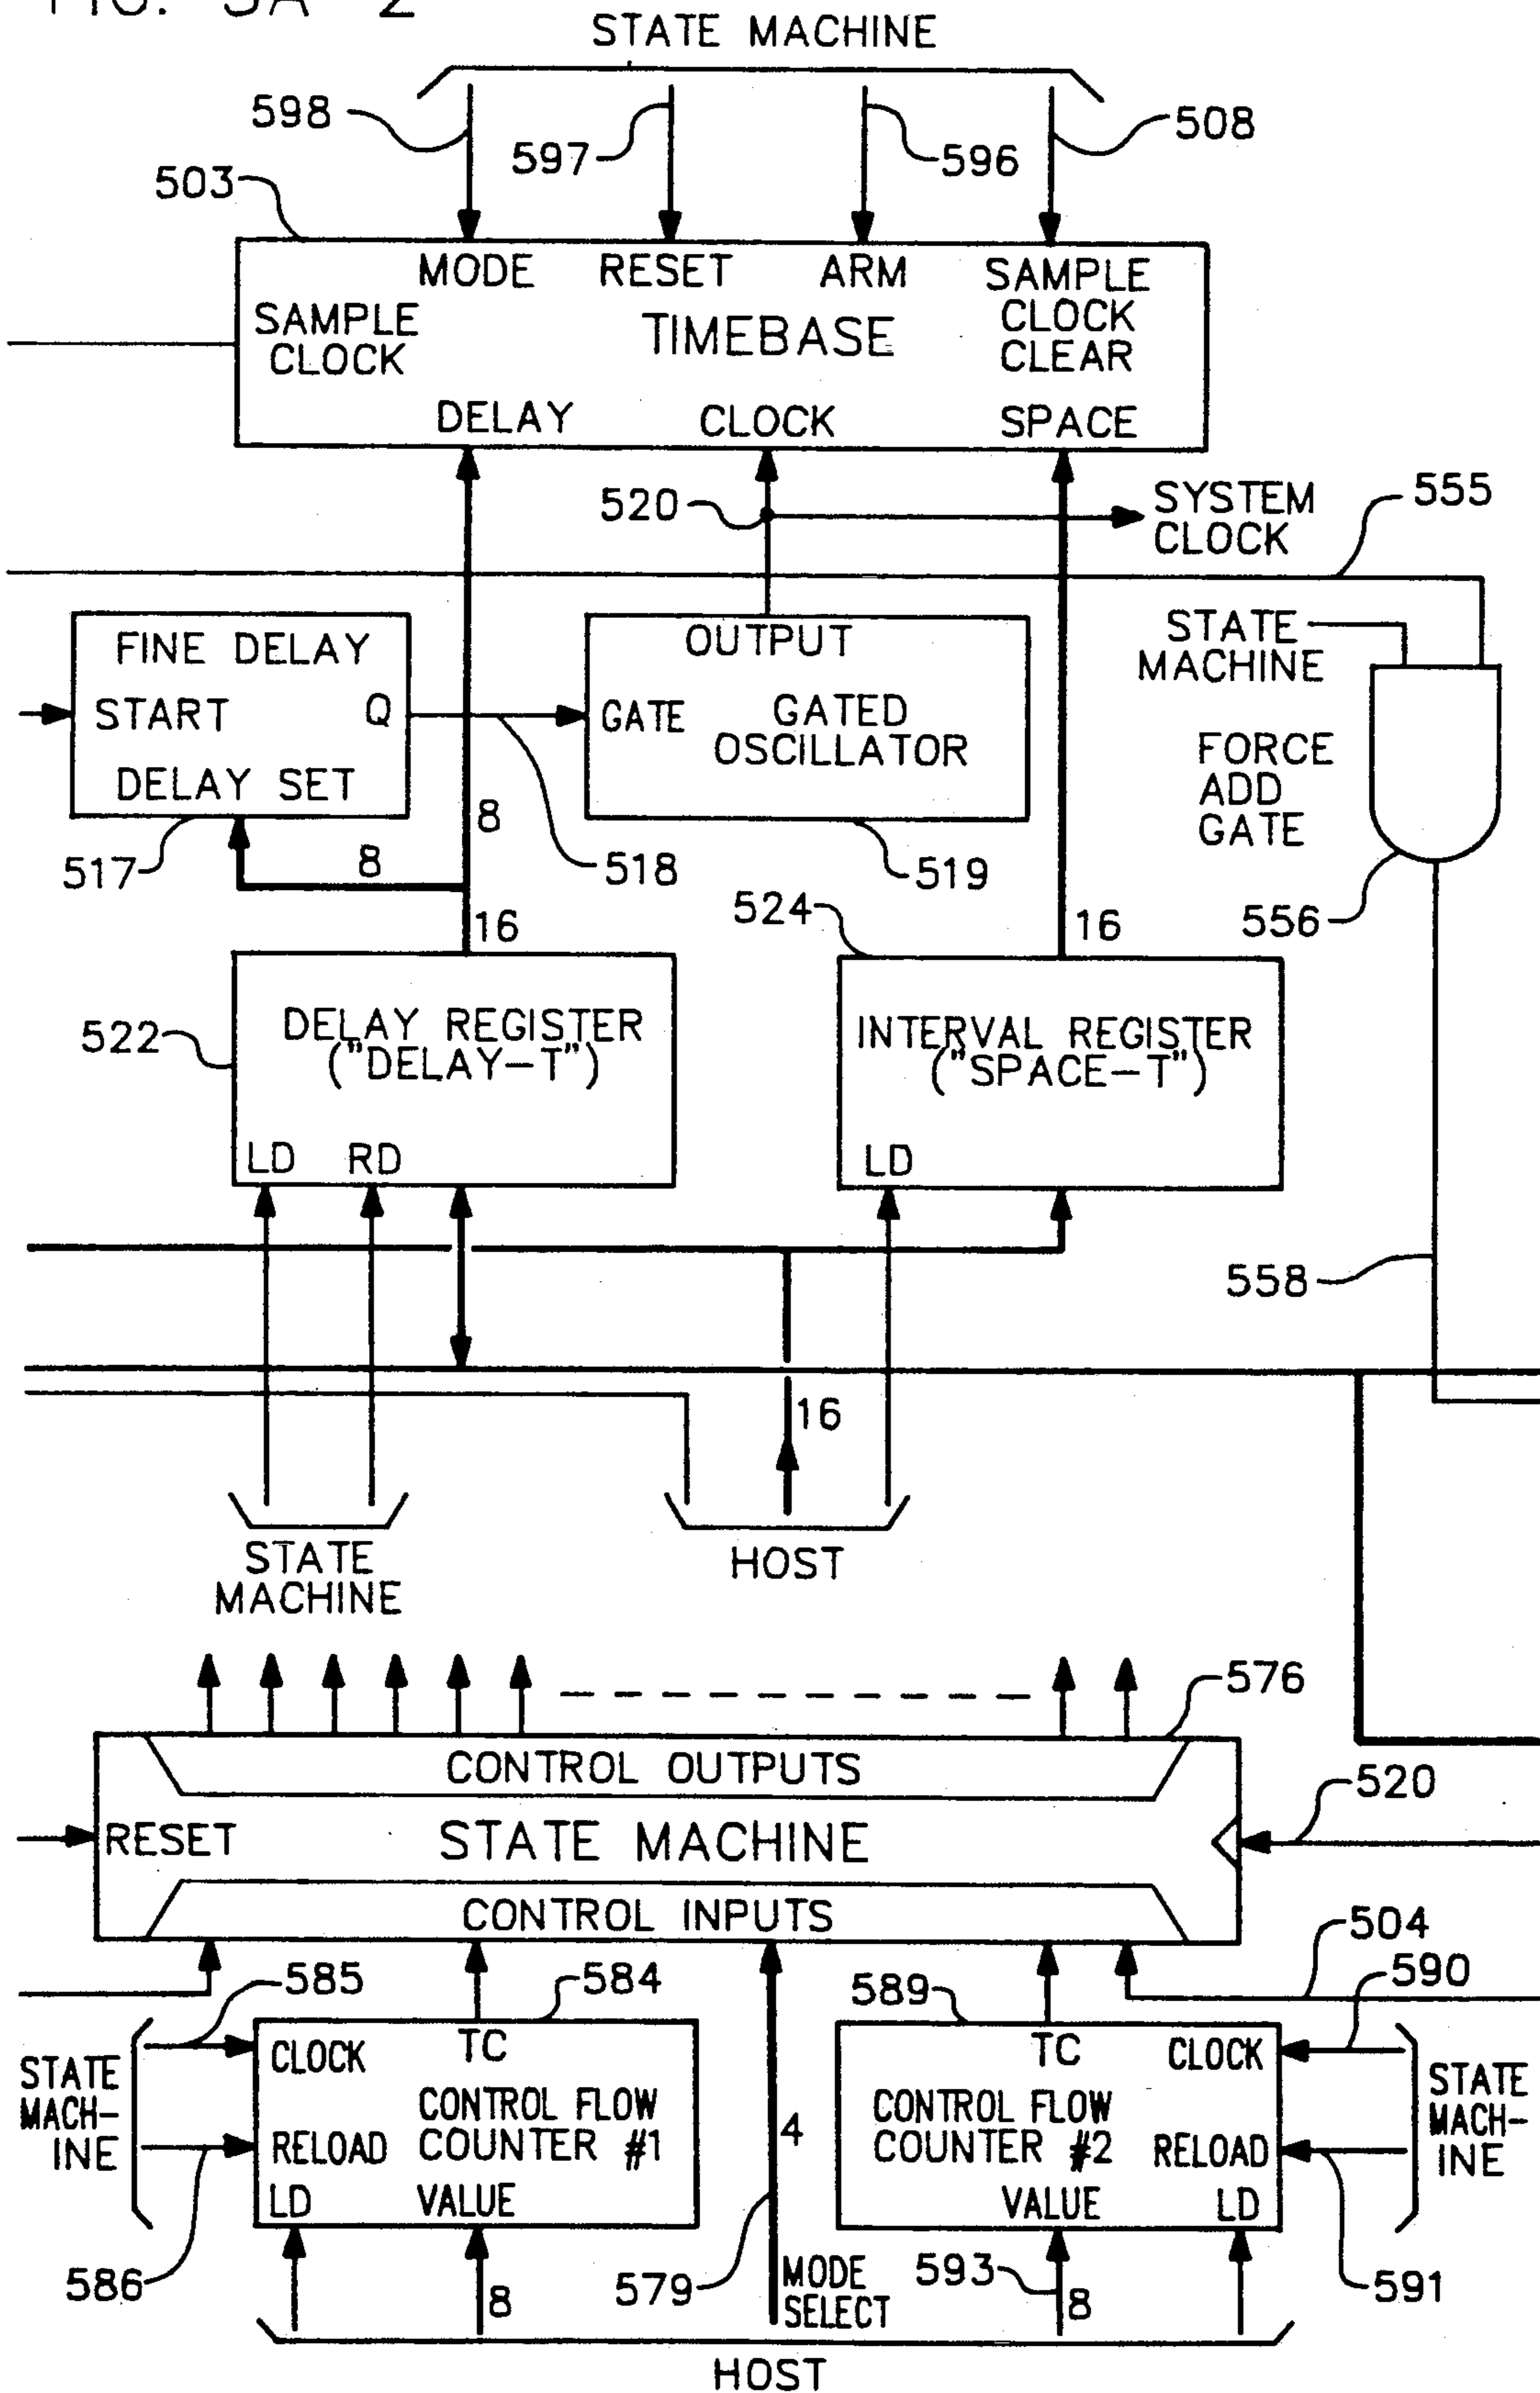 FIG. 5A-2
STATE MACHINE
598
597
596
508
503
MODE RESET ARM SAMPLE CLOCK CLEAR
SAMPLE
CLOCK
TIMEBASE
DELAY CLOCK SPACE
520
SYSTEM
CLOCK
555
FINE DELAY
START Q
DELAY SET
OUTPUT
GATE
GATED
OSCILLATOR
STATE
MACHINE
FORCE
ADD
GATE
8
8
517
518
519
556
16
524
16
522
DELAY REGISTER
("DELAY-T")
LD RD
INTERVAL REGISTER
("SPACE-T")
LD
558
16
STATE
MACHINE
HOST
576
CONTROL OUTPUTS
520
RESET
STATE MACHINE
CONTROL INPUTS
504
585
584
589
590
STATE
MACH-
INE
CLOCK
TC
CONTROL FLOW
COUNTER #1
RELOAD
LD VALUE
4
TC
CLOCK
CONTROL FLOW
COUNTER #2
RELOAD
VALUE LD
STATE
MACH-
INE
586
8
579
MODE
SELECT
593
8
591
HOST